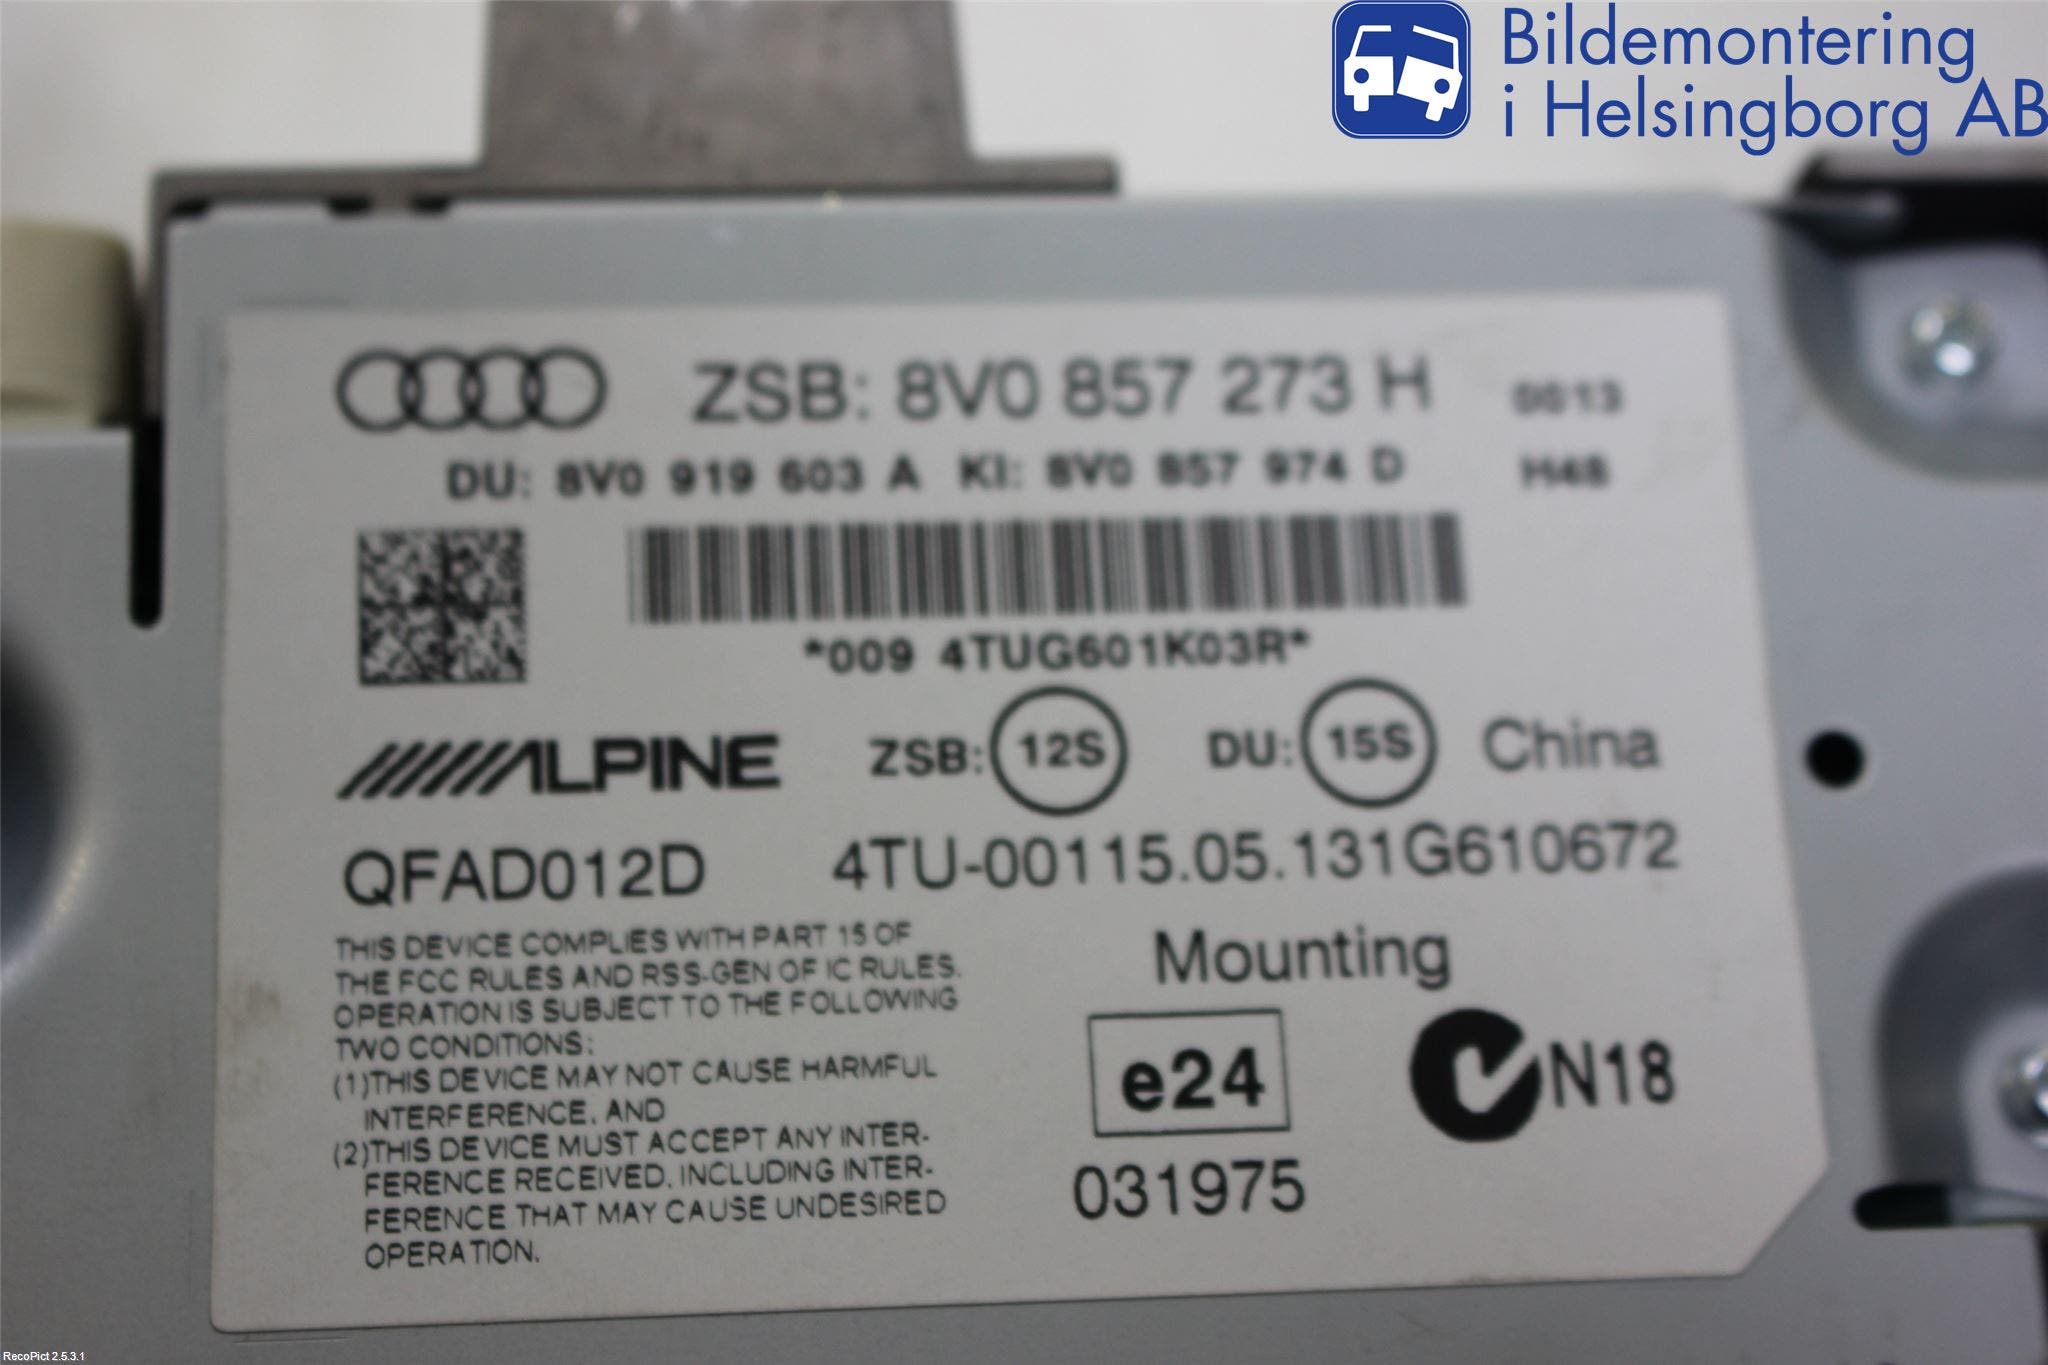 Bildemontering
i Helsingborg AB
ZSB: 8V0 857 273 H 0013
DU: 8V0 919 603 A KI: 8V0 857 974 D H48
*009 4TUG601K03R*
ALPINE ZSB: 12S DU: 15S China
QFAD012D 4TU-00115.05.131G610672
THIS DEVICE COMPLIES WITH PART 15 OF
THE FCC RULES AND RSS-GEN OF IC RULES.
OPERATION IS SUBJECT TO THE FOLLOWING
TWO CONDITIONS:
(1)THIS DEVICE MAY NOT CAUSE HARMFUL
INTERFERENCE, AND
(2)THIS DEVICE MUST ACCEPT ANY INTER-
FERENCE RECEIVED, INCLUDING INTER-
FERENCE THAT MAY CAUSE UNDESIRED
OPERATION.
Mounting
e24
N18
031975
RecoPict 2.5.3.1